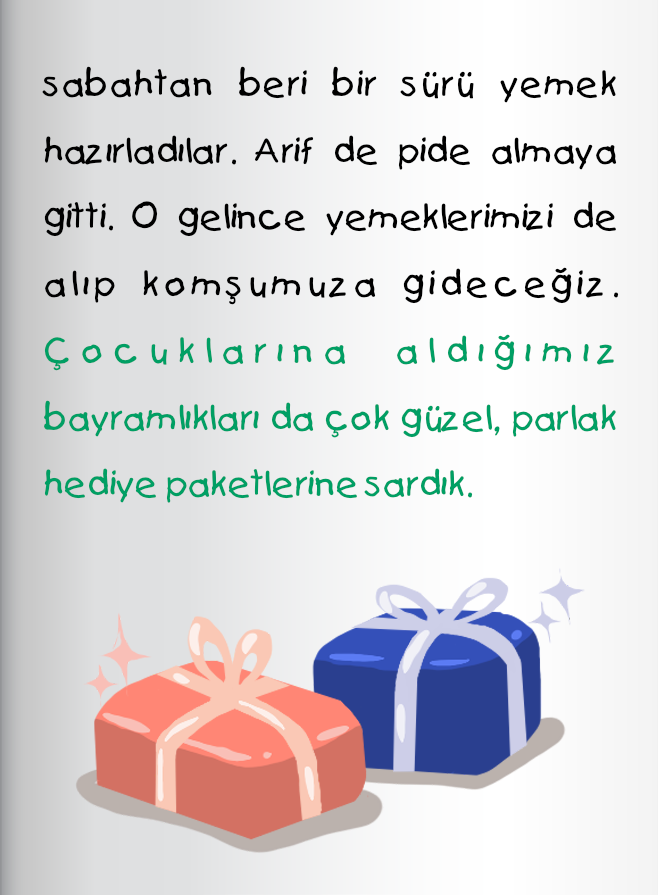 sabahtan beri bir sürü yemek
hazırladılar. Arif de pide almaya
gitti. O gelince yemeklerimizi de
alıp komşumuza gideceğiz.
Çocuklarına aldığımız
bayramlıkları da çok güzel, parlak
hediye paketlerine sardık.